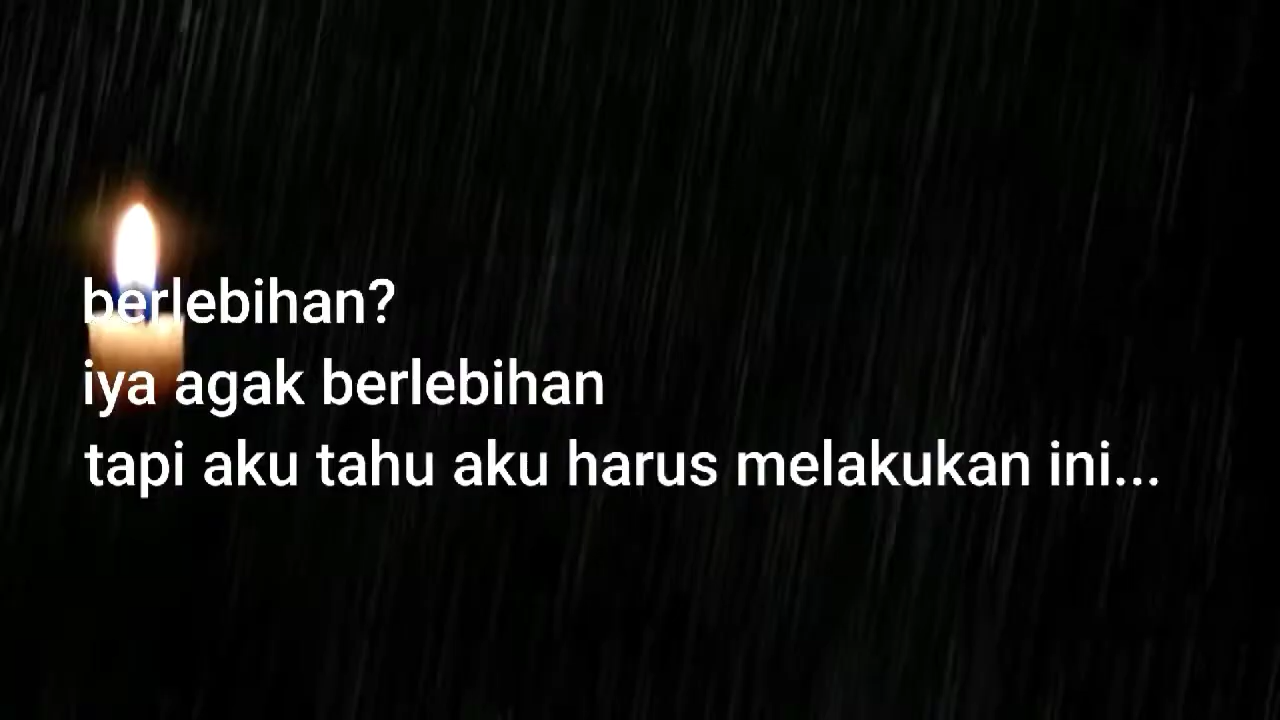 berlebihan?
iya agak berlebihan
tapi aku tahu aku harus melakukan ini...